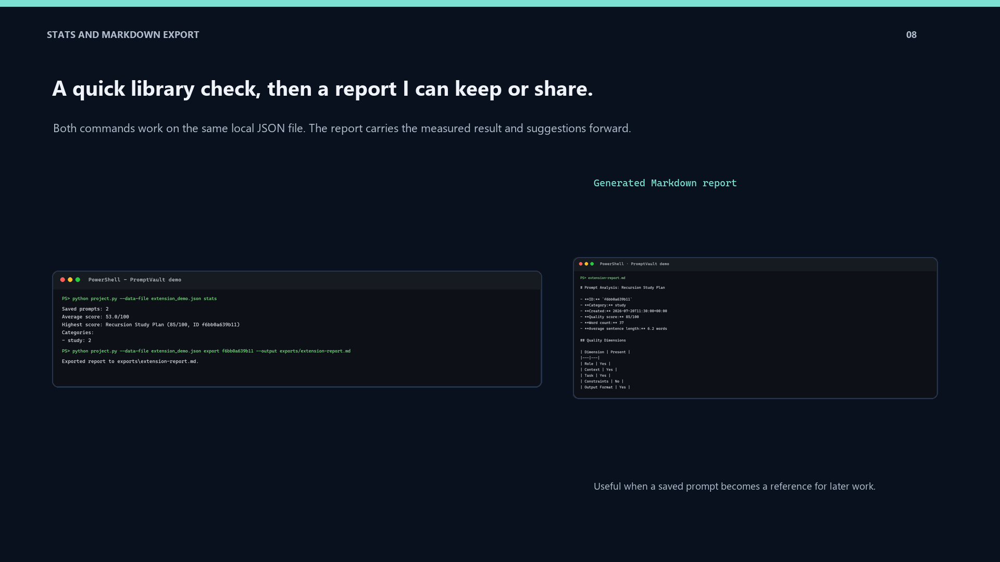 STATS AND MARKDOWN EXPORT
08
A quick library check, then a report I can keep or share.
Both commands work on the same local JSON file. The report carries the measured result and suggestions forward.
PowerShell - PromptVault demo
PS> python project.py --data-file extension_demo.json stats
Saved prompts: 2
Average score: 53.0/100
Highest score: Recursion Study Plan (85/100, ID f6bb0a639b11)
Categories:
- study: 2
PS> python project.py --data-file extension_demo.json export f6bb0a639b11 --output exports/extension-report.md
Exported report to exports\extension-report.md.
Generated Markdown report
PowerShell · PromptVault demo
PS> extension-report.md
# Prompt Analysis: Recursion Study Plan
- **ID:** `f6bb0a639b11`
- **Category:** study
- **Created:** 2026-07-20T11:30:00+00:00
- **Quality score:** 85/100
- **Word count:** 37
- **Average sentence length:** 6.2 words
## Quality Dimensions
| Dimension | Present |
|---|---|
| Role | Yes |
| Context | Yes |
| Task | Yes |
| Constraints | No |
| Output Format | Yes |
Useful when a saved prompt becomes a reference for later work.